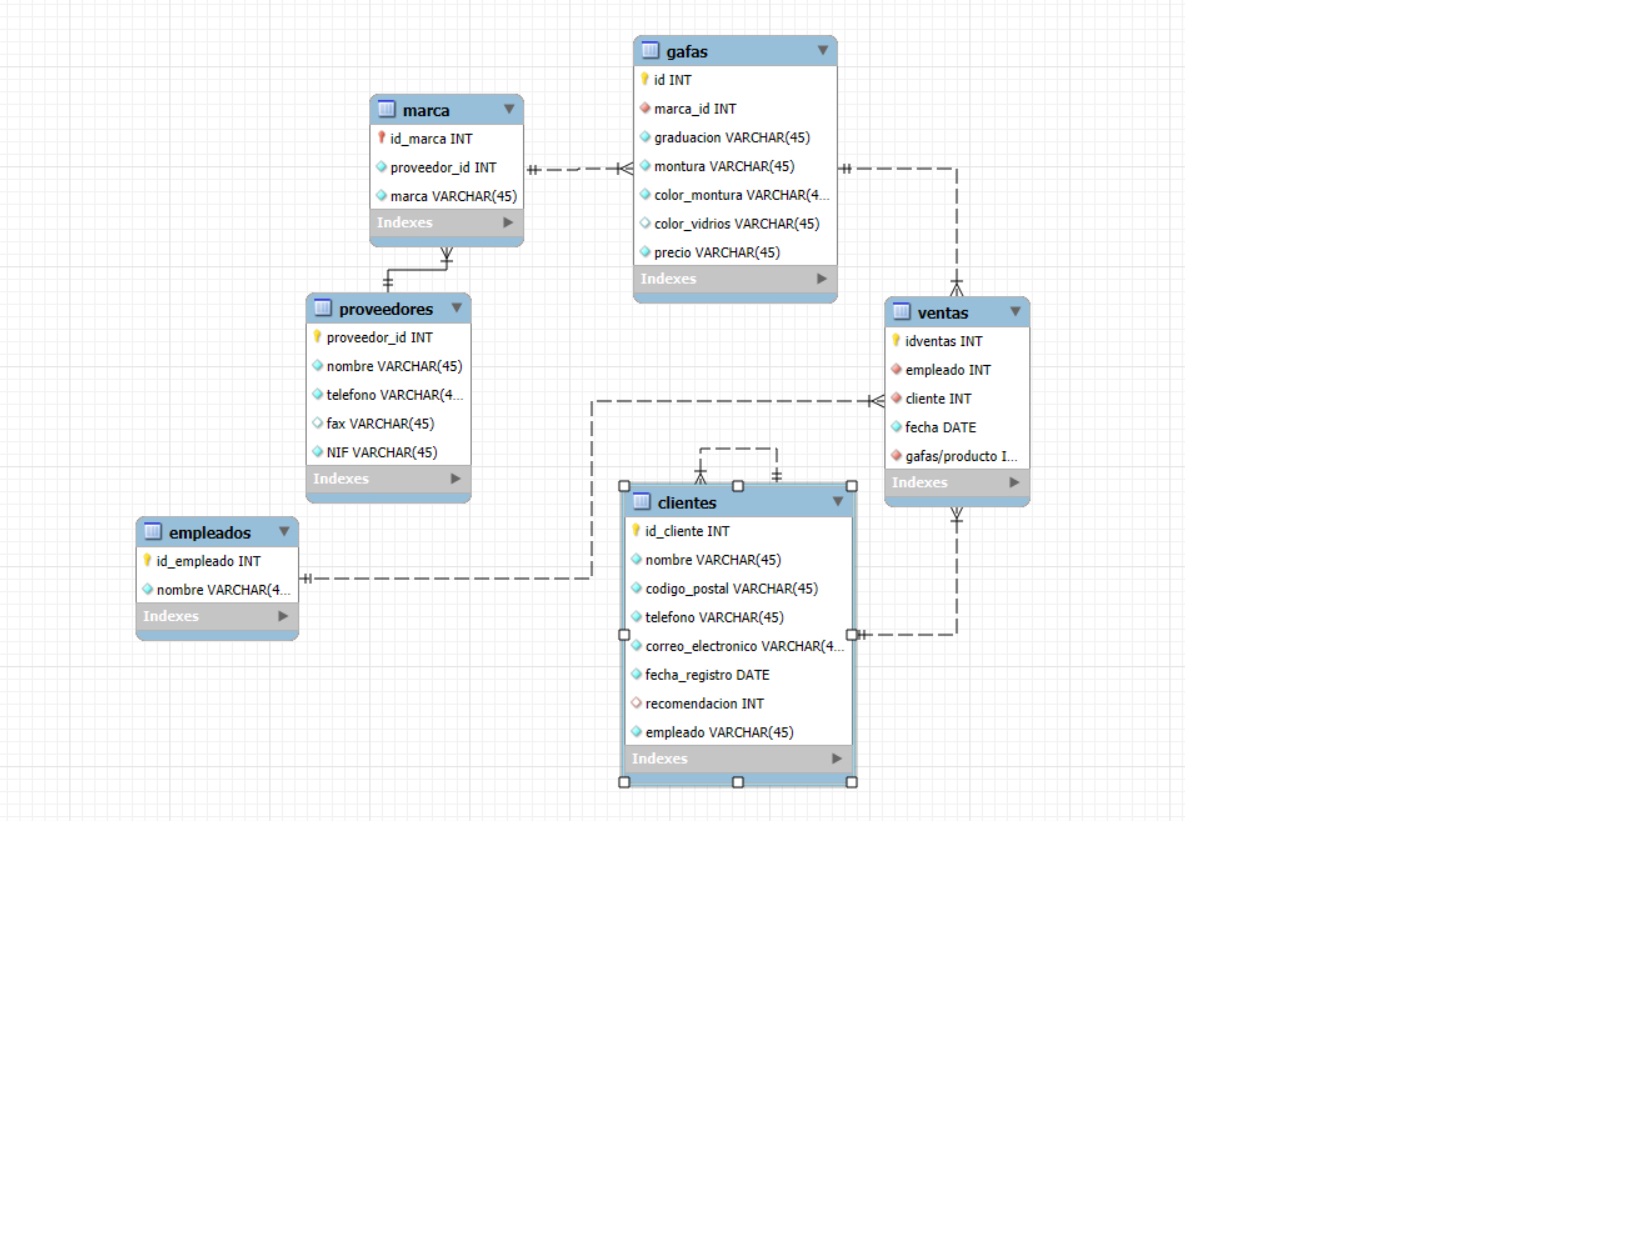 gafas
id INT
marca_id INT
graduacion VARCHAR(45)
montura VARCHAR(45)
color_montura VARCHAR(4...
color_vidrios VARCHAR(45)
precio VARCHAR(45)
Indexes
marca
id_marca INT
proveedor_id INT
marca VARCHAR(45)
Indexes
proveedores
proveedor_id INT
nombre VARCHAR(45)
telefono VARCHAR(4...
fax VARCHAR(45)
NIF VARCHAR(45)
Indexes
ventas
idventas INT
empleado INT
cliente INT
fecha DATE
gafas/producto I...
Indexes
clientes
id_cliente INT
nombre VARCHAR(45)
codigo_postal VARCHAR(45)
telefono VARCHAR(45)
correo_electronico VARCHAR(4...
fecha_registro DATE
recomendacion INT
empleado VARCHAR(45)
Indexes
empleados
id_empleado INT
nombre VARCHAR(4...
Indexes